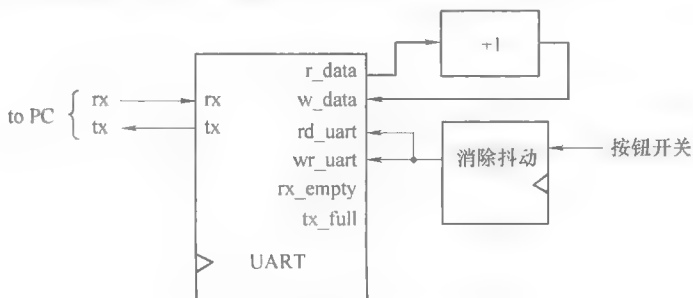 +1
r_data
w_data
to PC { rx rx
tx tx
rd_uart
wr_uart
消除抖动
按钮开关
rx_empty
tx_full
UART